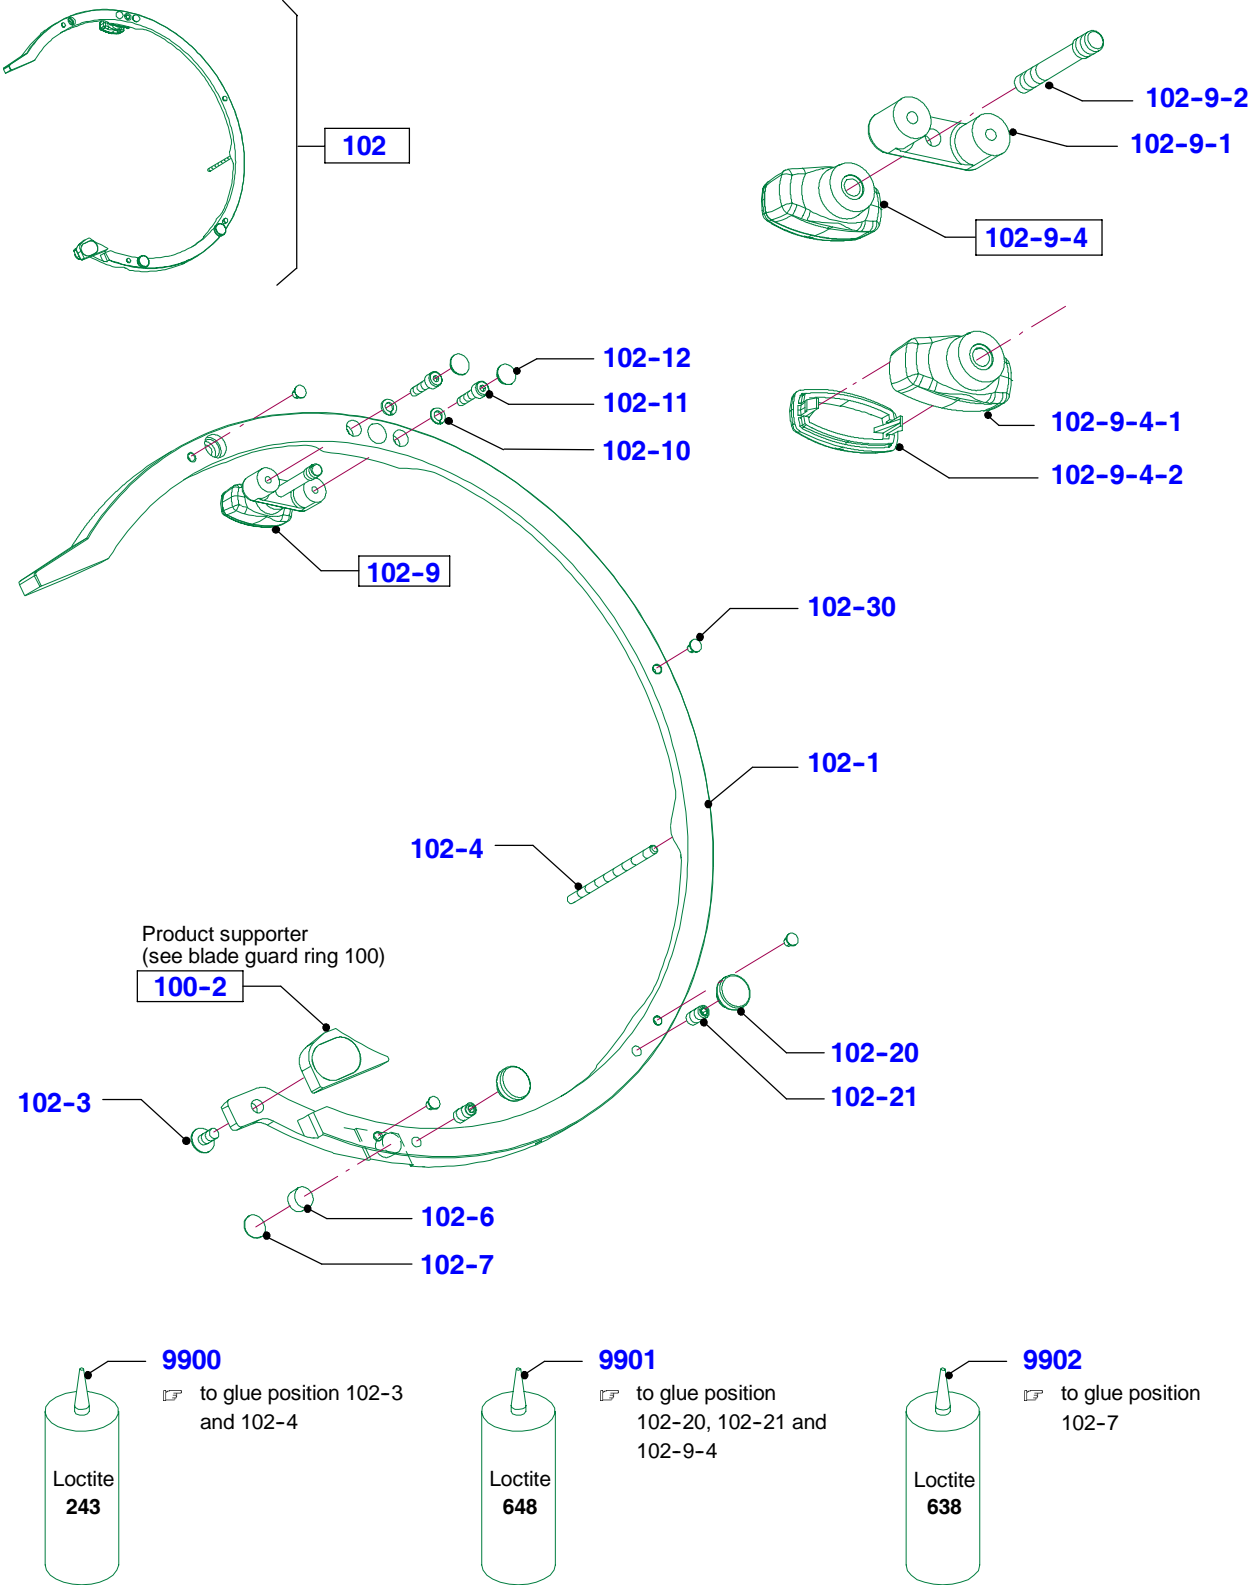 102
102-9-2
102-9-1
102-9-4
102-12
102-11
102-10
102-9-4-1
102-9-4-2
102-9
102-30
102-1
102-4
Product supporter
(see blade guard ring 100)
100-2
102-20
102-21
102-3
102-6
102-7
9900
☞ to glue position 102-3
and 102-4
Loctite
243
9901
☞ to glue position
102-20, 102-21 and
102-9-4
Loctite
648
9902
☞ to glue position
102-7
Loctite
638